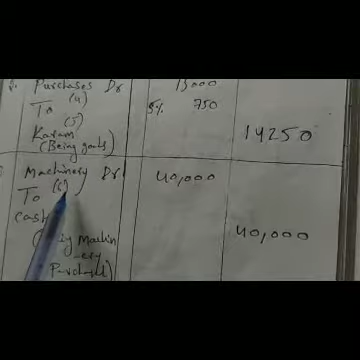 Purchases Dr 15000
(4)
To 5% 750
(5)
Karam 14250
(Being goods)
Machinery Dr 40,000
(6)
To
cash
40,000
Machin
ery
Purchased)